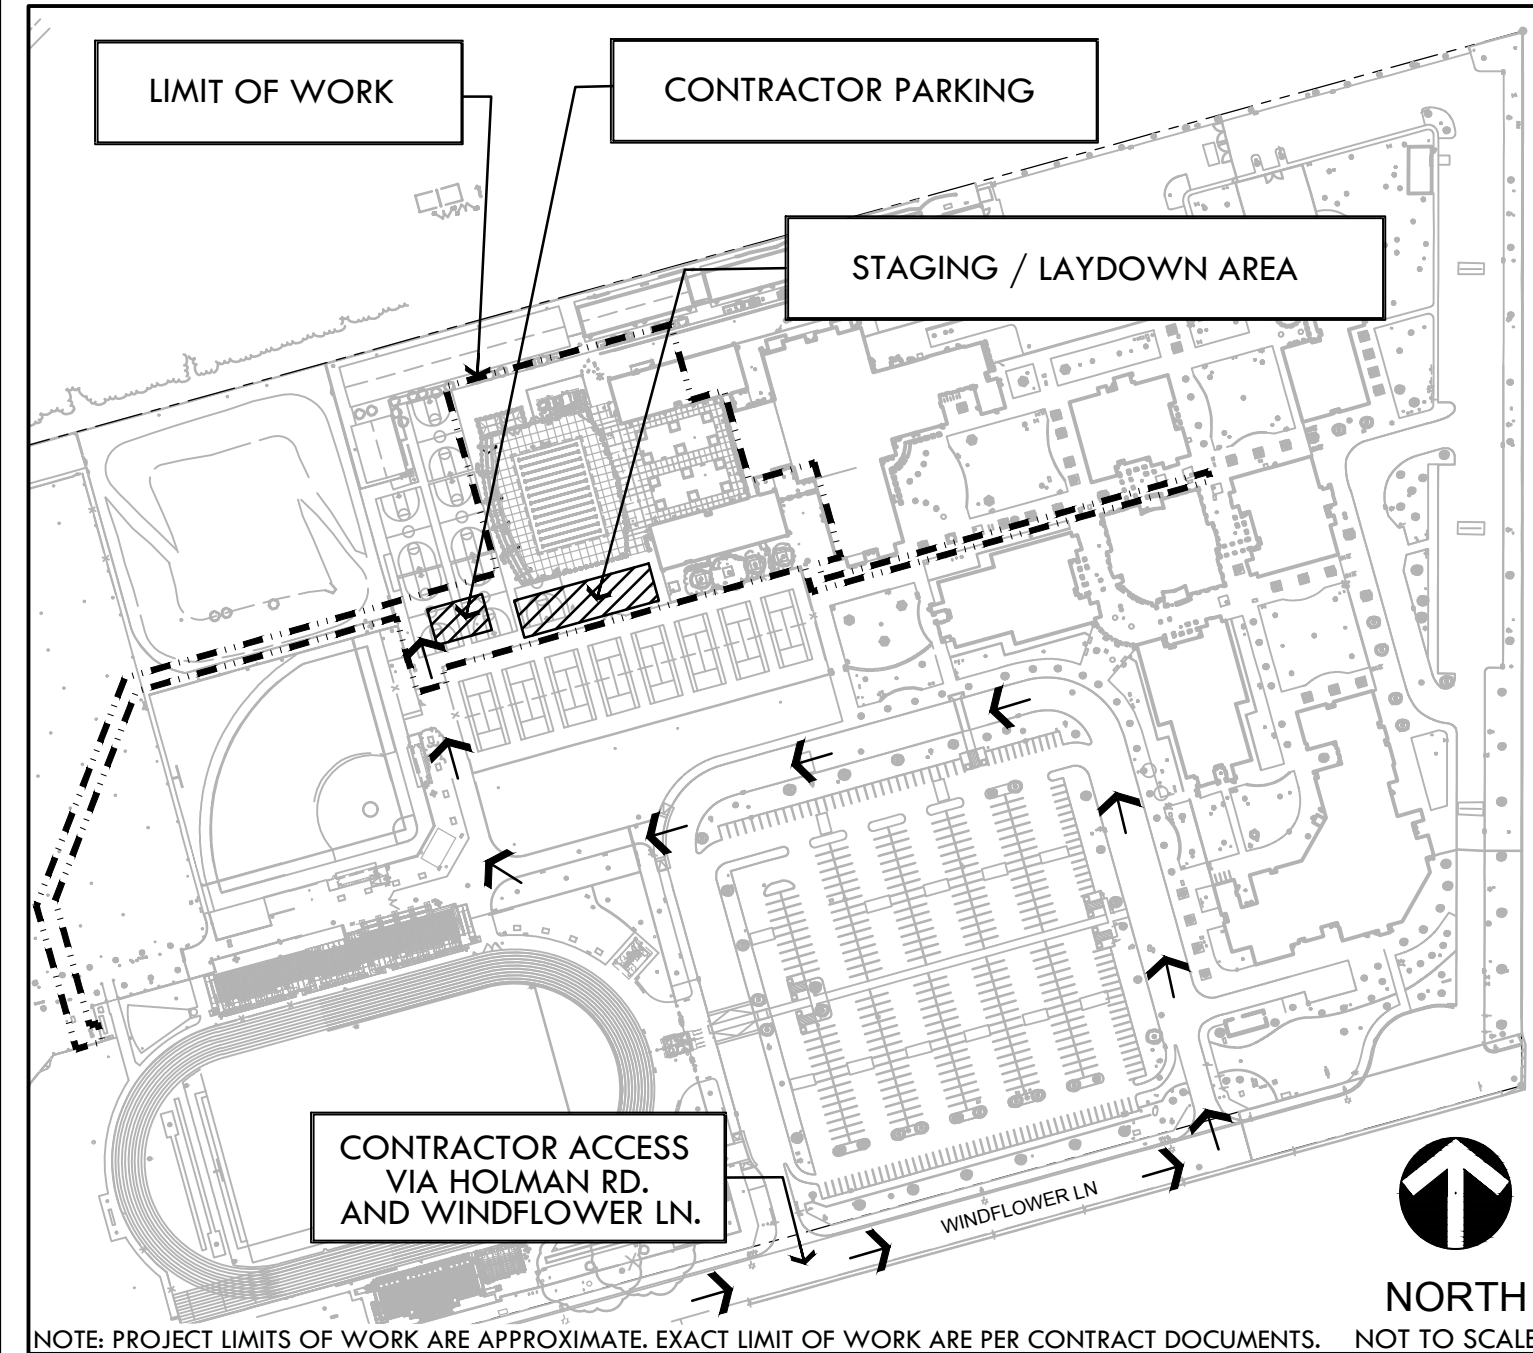 LIMIT OF WORK
CONTRACTOR PARKING
STAGING / LAYDOWN AREA
CONTRACTOR ACCESS
VIA HOLMAN RD.
AND WINDFLOWER LN.
WINDFLOWER LN
NORTH
NOTE: PROJECT LIMITS OF WORK ARE APPROXIMATE. EXACT LIMIT OF WORK ARE PER CONTRACT DOCUMENTS. NOT TO SCALE